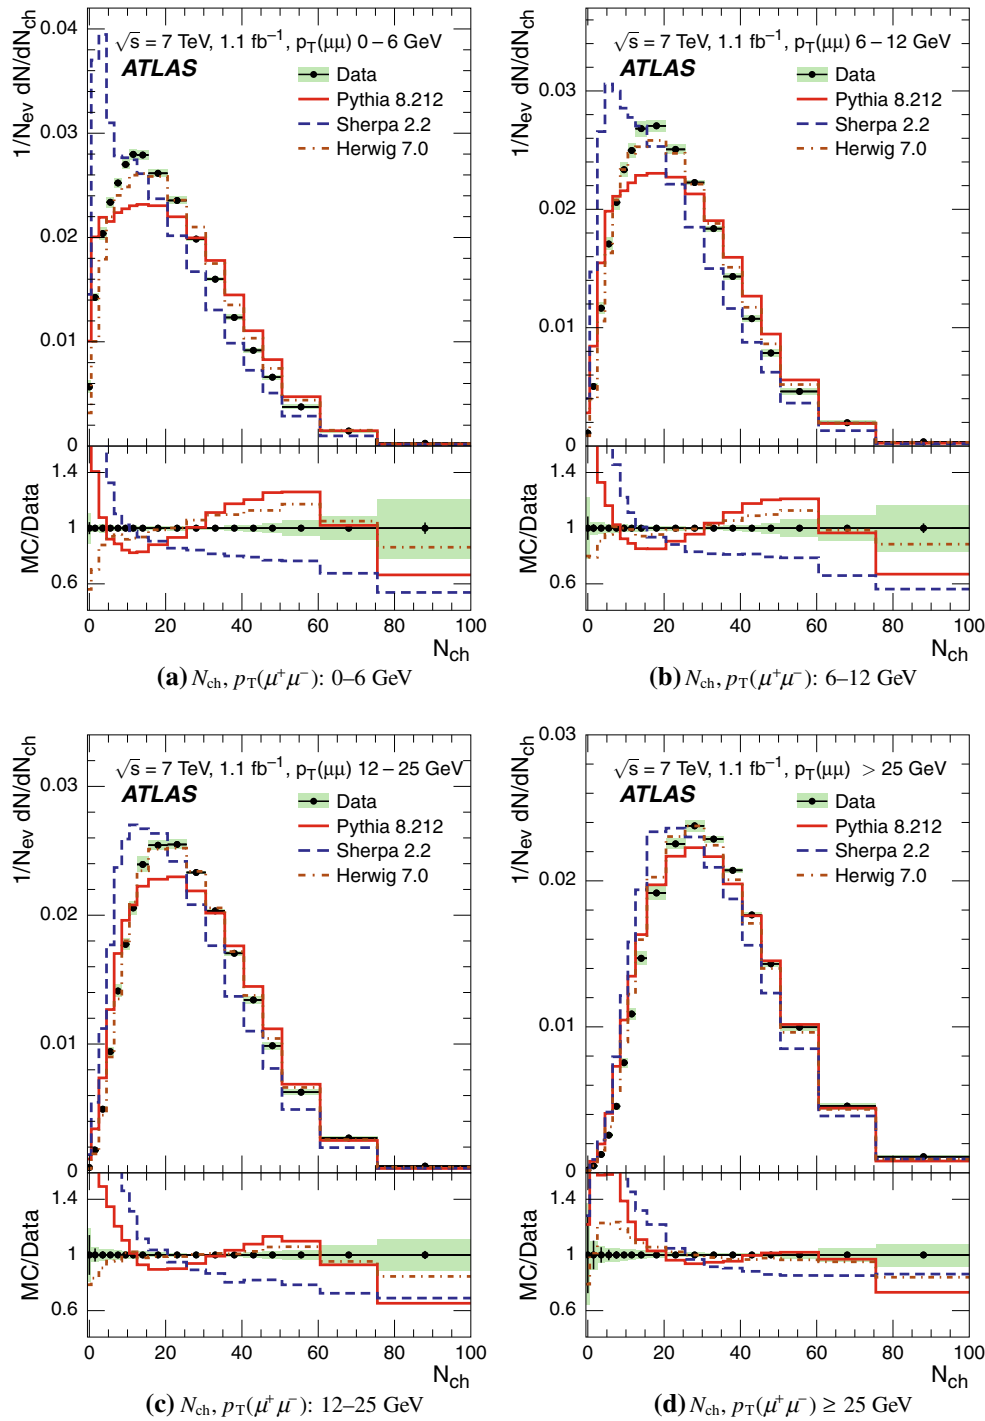 √s = 7 TeV, 1.1 fb⁻¹, p_T(μμ) 0 – 6 GeV
ATLAS
Data
Pythia 8.212
Sherpa 2.2
Herwig 7.0
1/N_ev dN/dN_ch
0.04
0.03
0.02
0.01
0
MC/Data
1.4
1
0.6
0 20 40 60 80 100
N_ch
(a) N_ch, p_T(μ⁺μ⁻): 0–6 GeV
√s = 7 TeV, 1.1 fb⁻¹, p_T(μμ) 6 – 12 GeV
ATLAS
Data
Pythia 8.212
Sherpa 2.2
Herwig 7.0
1/N_ev dN/dN_ch
0.03
0.02
0.01
0
MC/Data
1.4
1
0.6
0 20 40 60 80 100
N_ch
(b) N_ch, p_T(μ⁺μ⁻): 6–12 GeV
√s = 7 TeV, 1.1 fb⁻¹, p_T(μμ) 12 – 25 GeV
ATLAS
Data
Pythia 8.212
Sherpa 2.2
Herwig 7.0
1/N_ev dN/dN_ch
0.03
0.02
0.01
0
MC/Data
1.4
1
0.6
0 20 40 60 80 100
N_ch
(c) N_ch, p_T(μ⁺μ⁻): 12–25 GeV
√s = 7 TeV, 1.1 fb⁻¹, p_T(μμ) > 25 GeV
ATLAS
Data
Pythia 8.212
Sherpa 2.2
Herwig 7.0
1/N_ev dN/dN_ch
0.03
0.02
0.01
0
MC/Data
1.4
1
0.6
0 20 40 60 80 100
N_ch
(d) N_ch, p_T(μ⁺μ⁻) ≥ 25 GeV